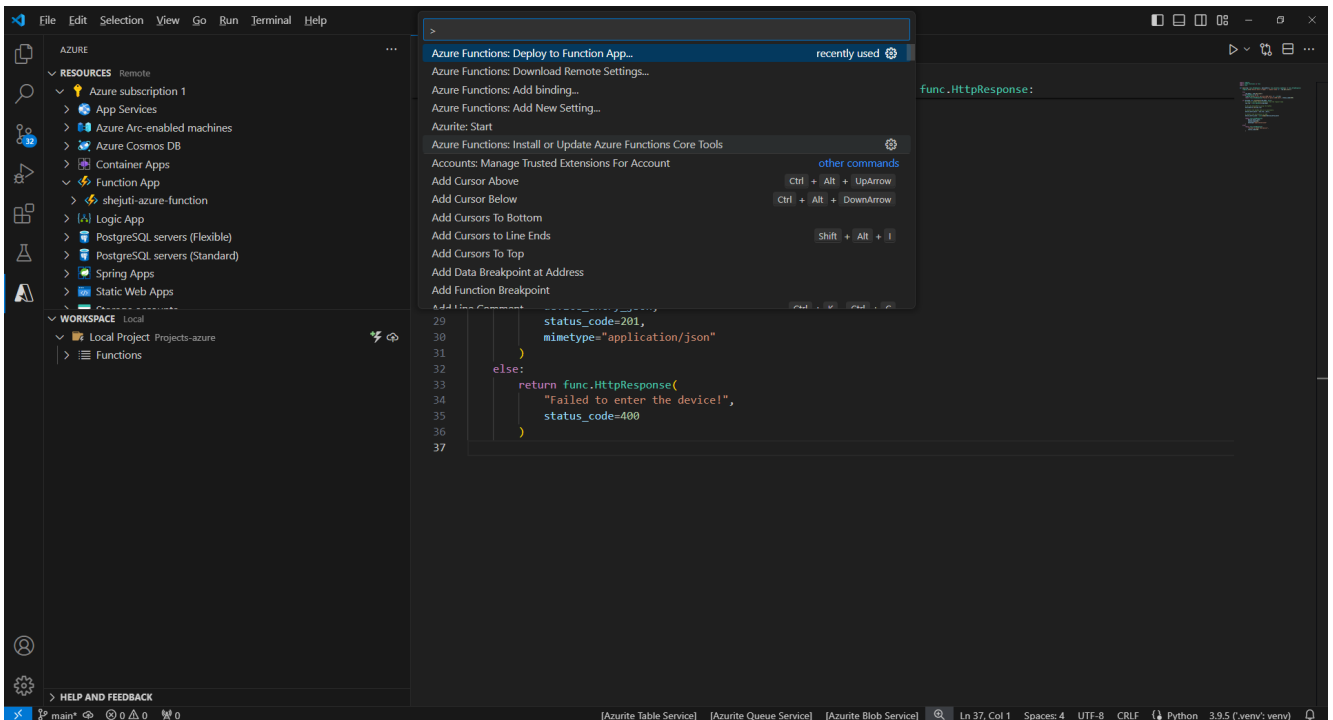 File Edit Selection View Go Run Terminal Help
AZURE
RESOURCES Remote
Azure subscription 1
App Services
Azure Arc-enabled machines
Azure Cosmos DB
Container Apps
Function App
shejuti-azure-function
Logic App
PostgreSQL servers (Flexible)
PostgreSQL servers (Standard)
Spring Apps
Static Web Apps
Storage accounts
WORKSPACE Local
Local Project Projects-azure
Functions
HELP AND FEEDBACK
32
>
Azure Functions: Deploy to Function App... recently used
Azure Functions: Download Remote Settings...
Azure Functions: Add binding...
Azure Functions: Add New Setting...
Azurite: Start
Azure Functions: Install or Update Azure Functions Core Tools
Accounts: Manage Trusted Extensions For Account other commands
Add Cursor Above Ctrl + Alt + UpArrow
Add Cursor Below Ctrl + Alt + DownArrow
Add Cursors To Bottom
Add Cursors to Line Ends Shift + Alt + I
Add Cursors To Top
Add Data Breakpoint at Address
Add Function Breakpoint
Add Line Comment Ctrl + K Ctrl + C
func.HttpResponse:
29 status_code=201,
30 mimetype="application/json"
31 )
32 else:
33 return func.HttpResponse(
34 "Failed to enter the device!",
35 status_code=400
36 )
37
main* 0 0 0 [Azurite Table Service] [Azurite Queue Service] [Azurite Blob Service] Ln 37, Col 1 Spaces: 4 UTF-8 CRLF Python 3.9.5 ('.venv': venv)